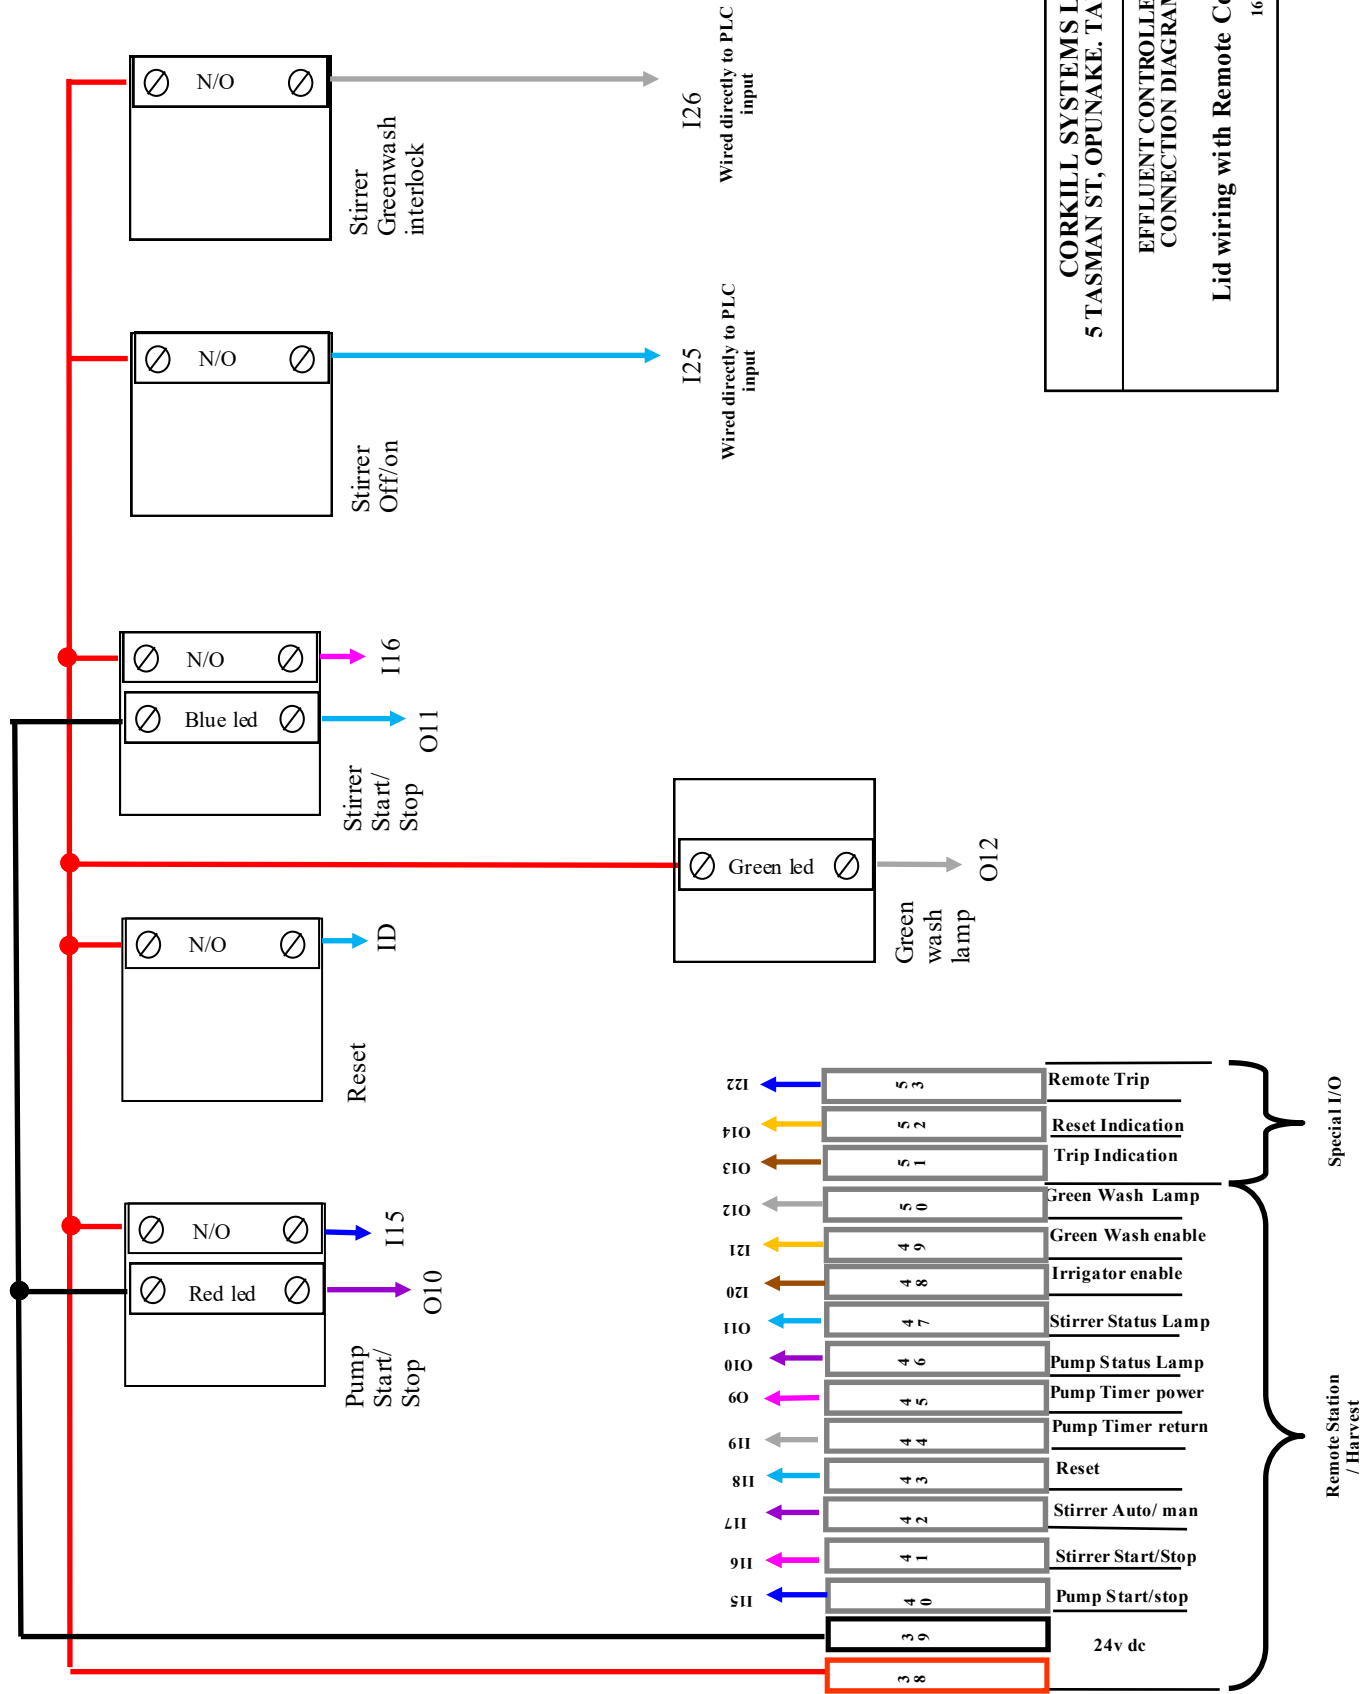 N/O
I26
Wired directly to PLC
input
Stirrer
Greenwash
interlock
N/O
I25
Wired directly to PLC
input
Stirrer
Off/on
N/O
I16
Blue led
O11
Stirrer
Start/
Stop
Green led
O12
Green
wash
lamp
N/O
ID
Reset
N/O
I15
Red led
O10
Pump
Start/
Stop
CORKILL SYSTEMS L
5 TASMAN ST, OPUNAKE. TA
EFFLUENT CONTROLLE
CONNECTION DIAGRAM
Lid wiring with Remote Co
16
I22 53 Remote Trip
O14 52 Reset Indication
O13 51 Trip Indication
O12 50 Green Wash Lamp
I21 49 Green Wash enable
I20 48 Irrigator enable
O11 47 Stirrer Status Lamp
O10 46 Pump Status Lamp
O9 45 Pump Timer power
I19 44 Pump Timer return
I18 43 Reset
I17 42 Stirrer Auto/ man
I16 41 Stirrer Start/Stop
I15 40 Pump Start/stop
39
24v dc
38
Special I/O
Remote Station
/ Harvest